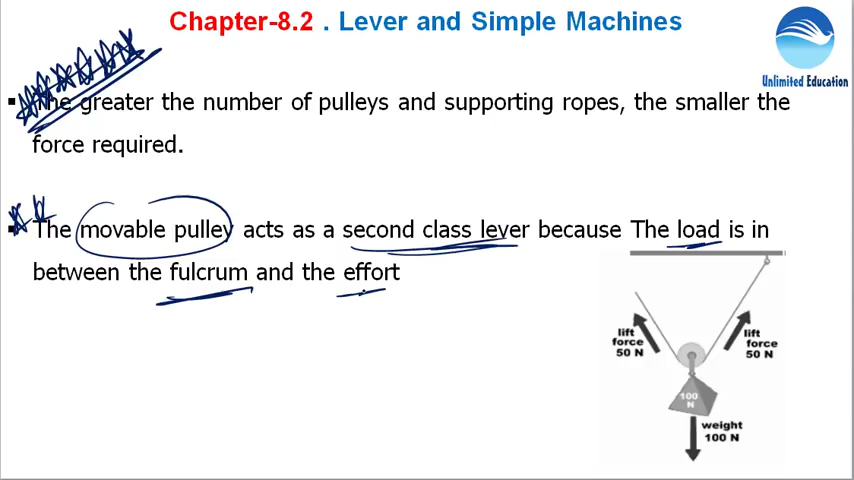 Chapter-8.2 . Lever and Simple Machines
Unlimited Education
▪ The greater the number of pulleys and supporting ropes, the smaller the
force required.
▪ The movable pulley acts as a second class lever because The load is in
between the fulcrum and the effort
lift
force
50 N
lift
force
50 N
100
N
weight
100 N